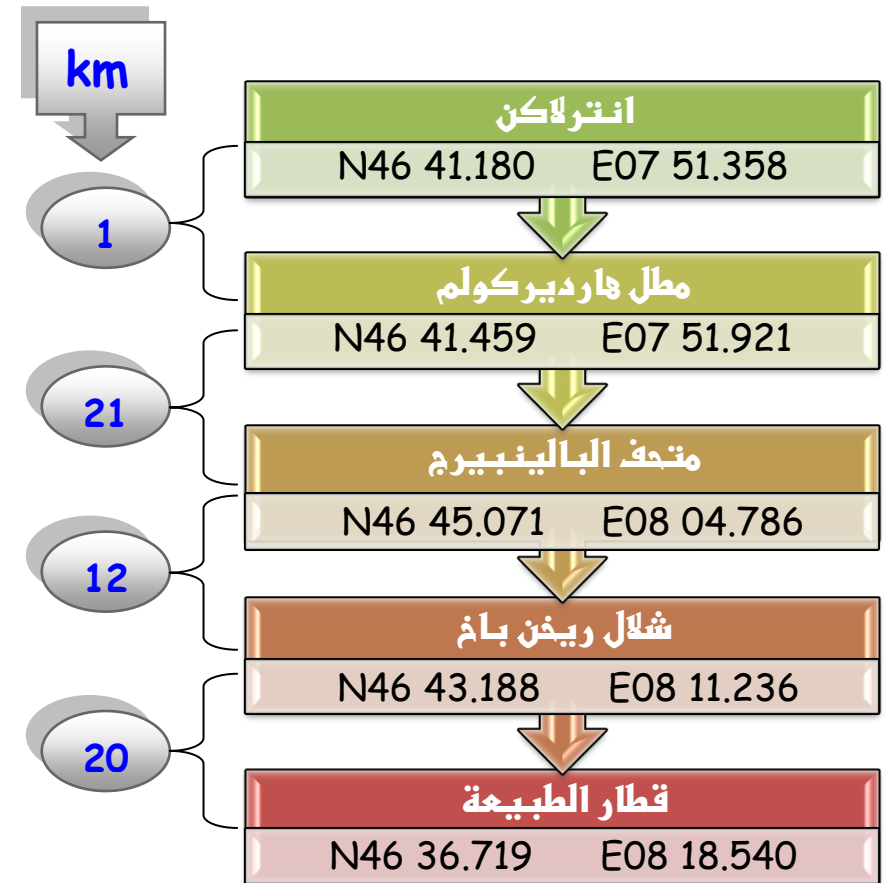 km
انترلاكن
N46 41.180 E07 51.358
1
مطل هارديركولم
N46 41.459 E07 51.921
21
متحف البالينبيرج
N46 45.071 E08 04.786
12
شلال ريخن باخ
N46 43.188 E08 11.236
20
قطار الطبيعة
N46 36.719 E08 18.540